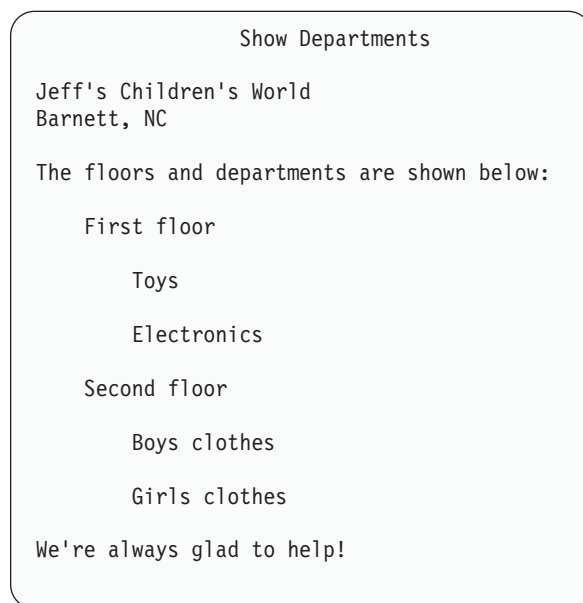 Show Departments
Jeff's Children's World
Barnett, NC
The floors and departments are shown below:
First floor
Toys
Electronics
Second floor
Boys clothes
Girls clothes
We're always glad to help!